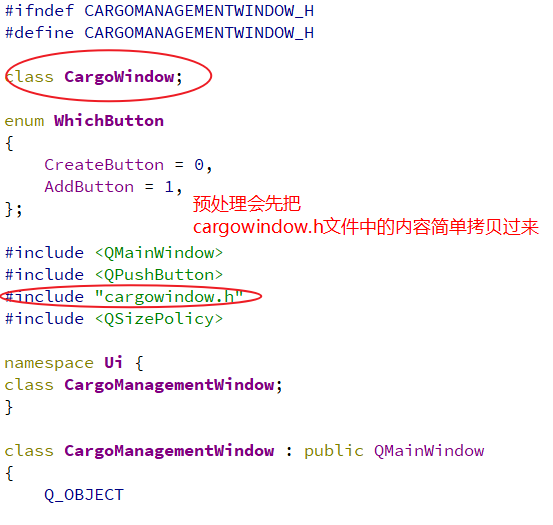 #ifndef CARGOMANAGEMENTWINDOW_H
#define CARGOMANAGEMENTWINDOW_H
class CargoWindow;
enum WhichButton
{
    CreateButton = 0,
    AddButton = 1,
};
预处理会先把
cargowindow.h文件中的内容简单拷贝过来
#include <QMainWindow>
#include <QPushButton>
#include "cargowindow.h"
#include <QSizePolicy>
namespace Ui {
class CargoManagementWindow;
}
class CargoManagementWindow : public QMainWindow
{
    Q_OBJECT